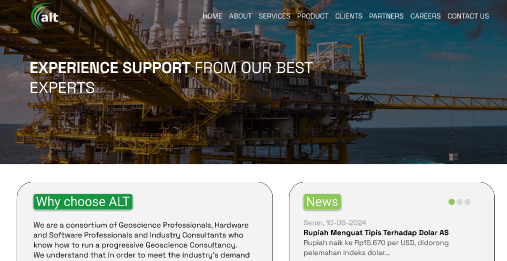 alt
HOME ABOUT SERVICES PRODUCT CLIENTS PARTNERS CAREERS CONTACT US
EXPERIENCE SUPPORT FROM OUR BEST
EXPERTS
Why choose ALT
We are a consortium of Geoscience Professionals, Hardware
and Software Professionals and Industry Consultants who
know how to run a progressive Geoscience Consultancy.
We understand that in order to meet the industry's demand
News
Senin, 10-06-2024
Rupiah Menguat Tipis Terhadap Dolar AS
Rupiah naik ke Rp15.670 per USD, didorong
pelemahan indeks dolar...